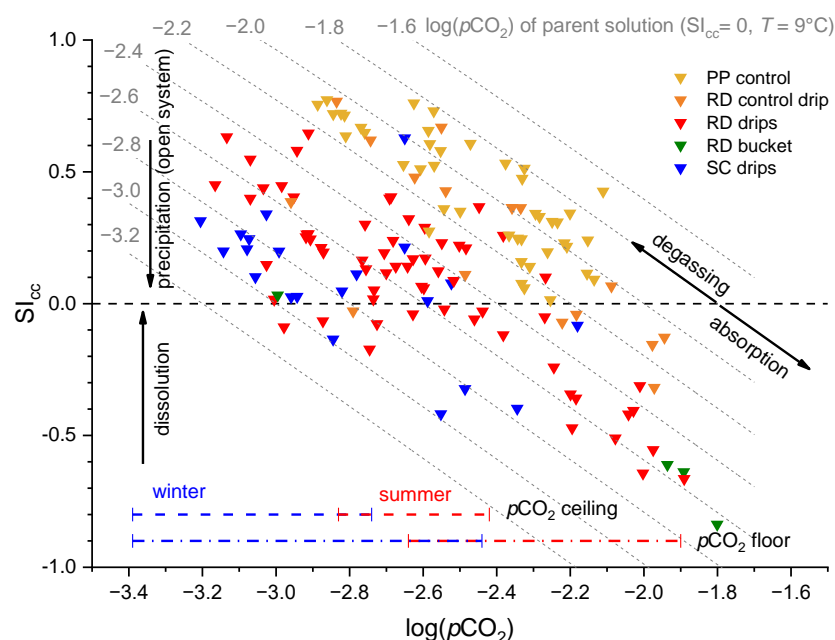 −2.2 −2.0 −1.8 −1.6 log(pCO₂) of parent solution (SIcc= 0, T = 9°C)
−2.4
−2.6
−2.8
−3.0
−3.2
1.0
0.5
0.0
−0.5
−1.0
SIcc
precipitation (open system)
dissolution
PP control
RD control drip
RD drips
RD bucket
SC drips
degassing
absorption
winter
summer
pCO₂ ceiling
pCO₂ floor
−3.4 −3.2 −3.0 −2.8 −2.6 −2.4 −2.2 −2.0 −1.8 −1.6
log(pCO₂)